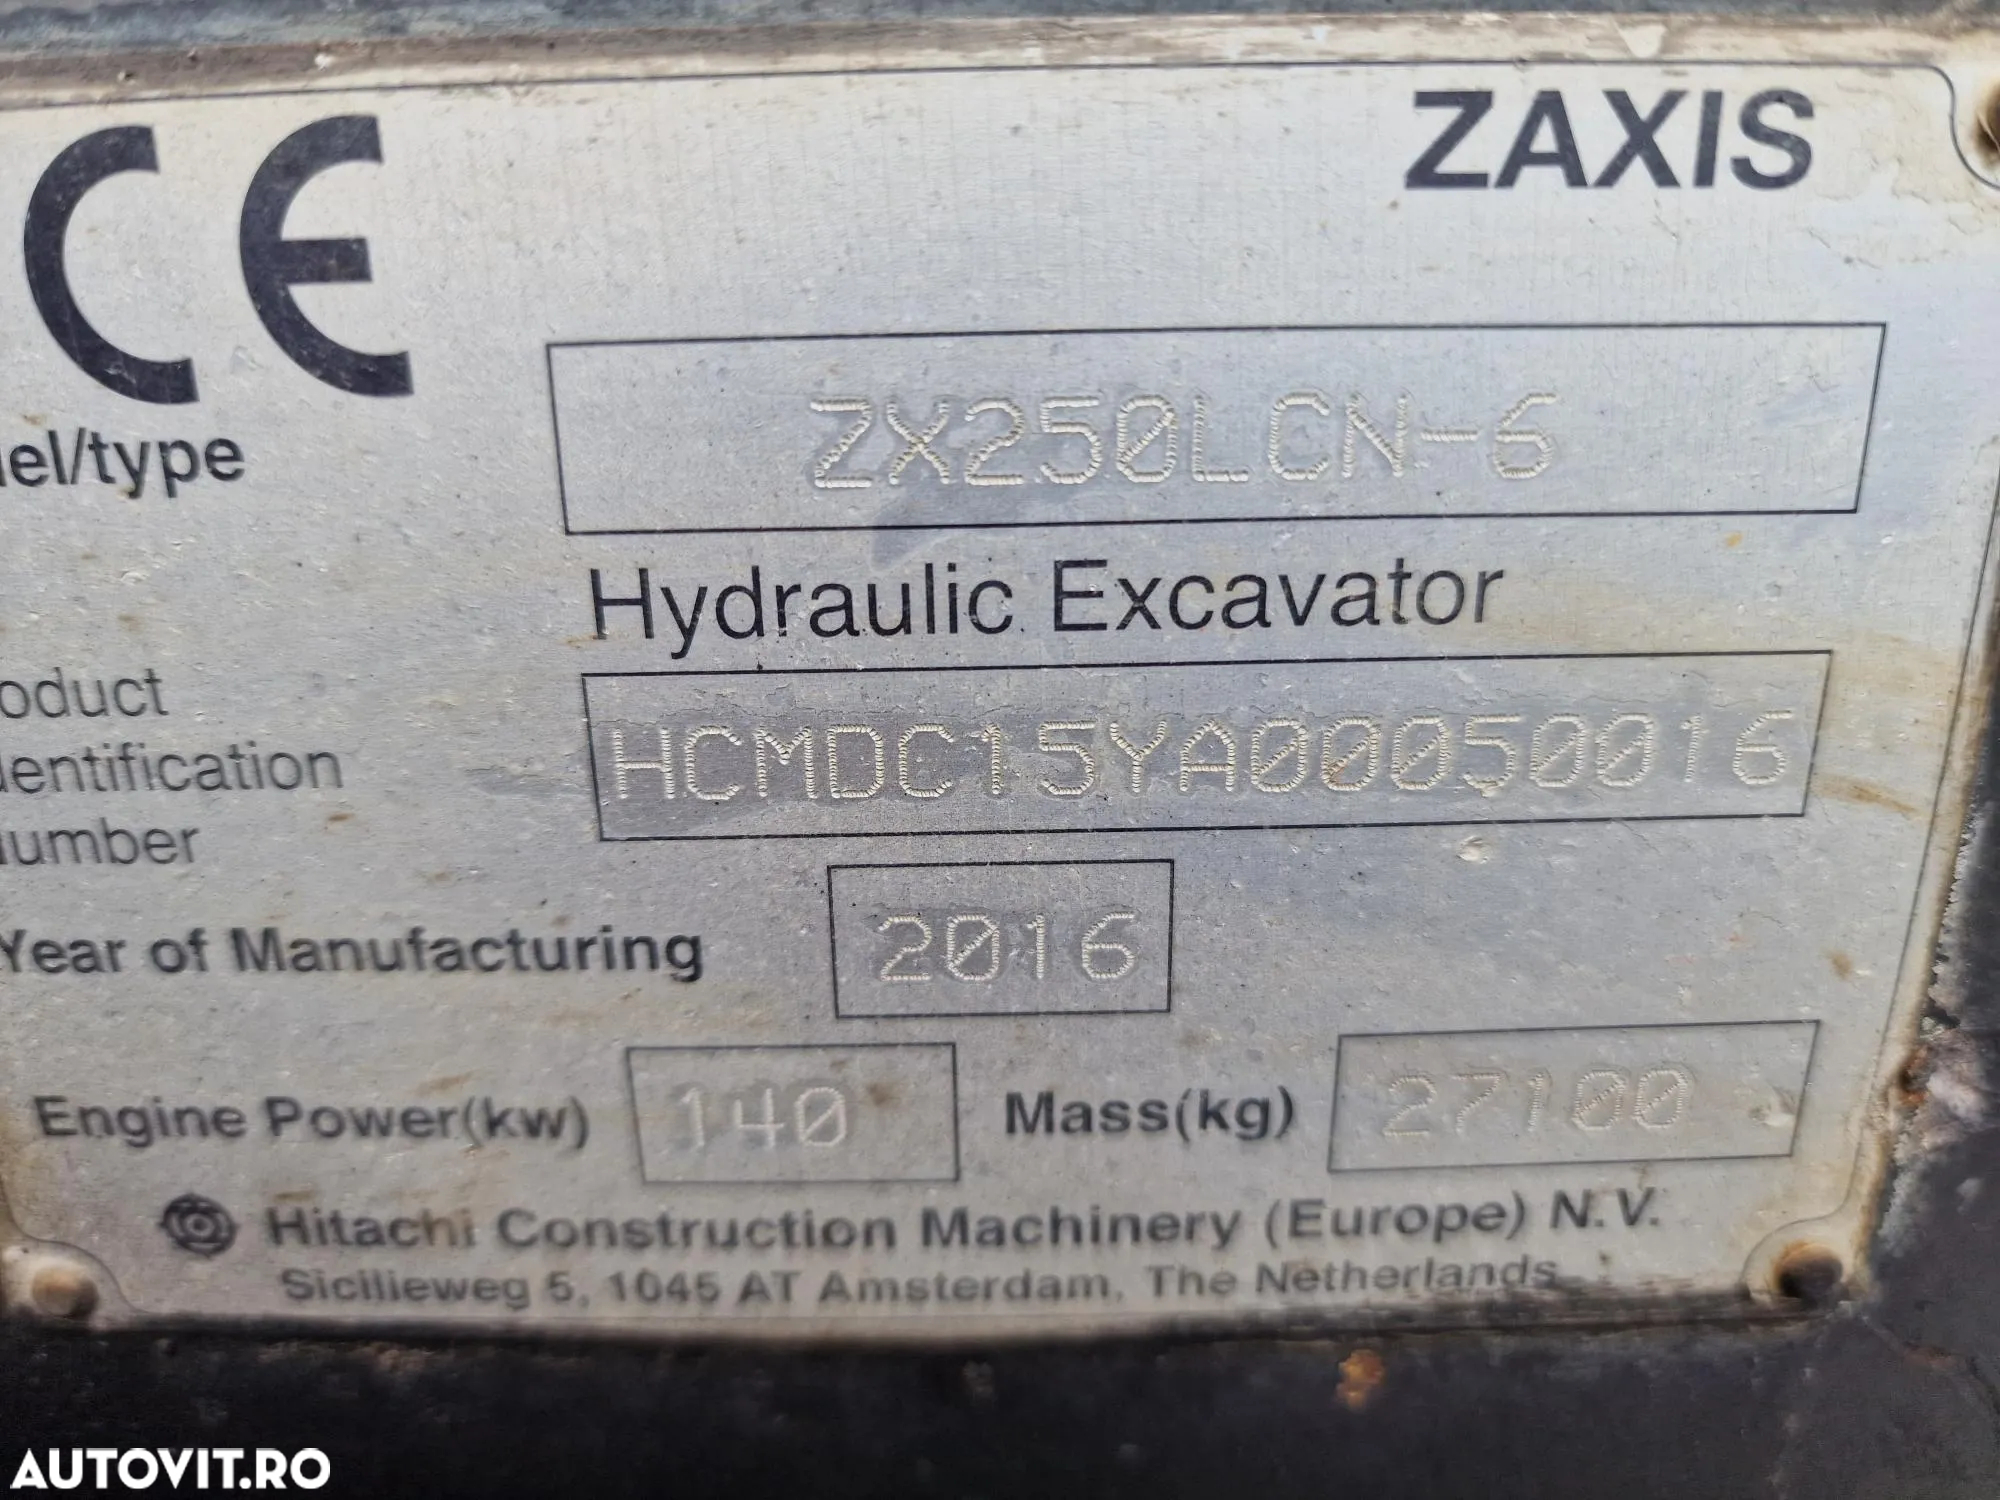 CE ZAXIS
el/type ZX250LCN-6
Hydraulic Excavator
oduct
entification HCMDC15YA00050016
umber
Year of Manufacturing 2016
Engine Power(kw) 140 Mass(kg) 27100
Hitachi Construction Machinery (Europe) N.V.
Sicilieweg 5, 1045 AT Amsterdam, The Netherlands
AUTOVIT.RO